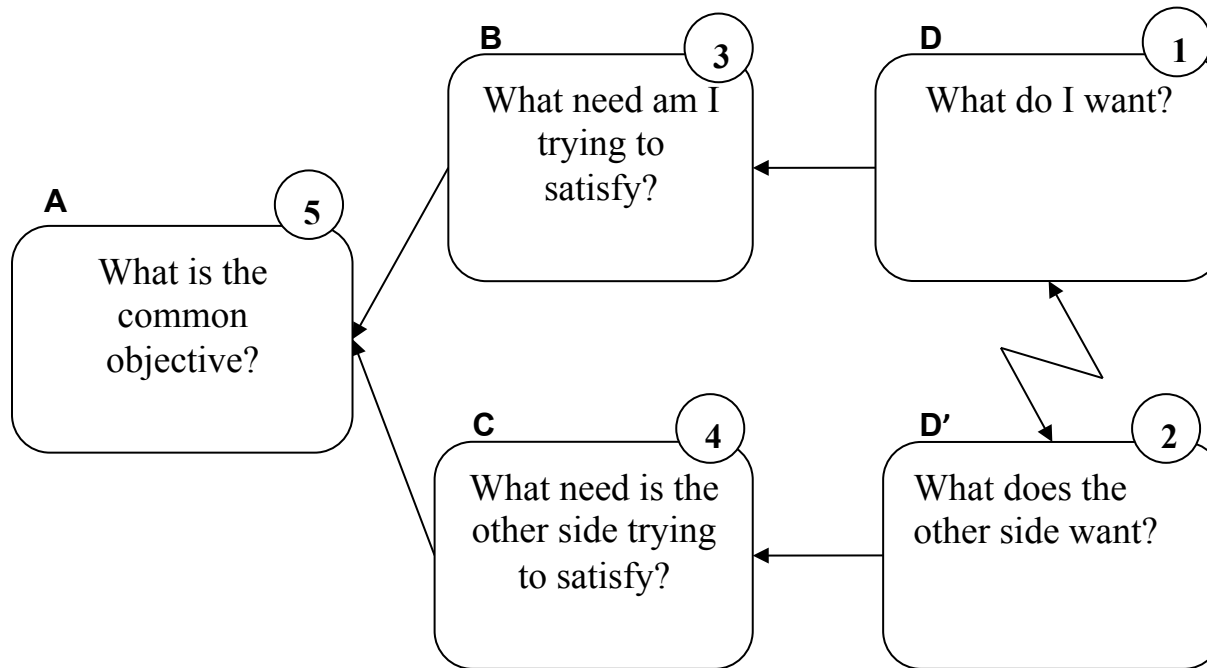 B
3
What need am I
trying to
satisfy?
D
1
What do I want?
A
5
What is the
common
objective?
C
4
What need is the
other side trying
to satisfy?
D’
2
What does the
other side want?